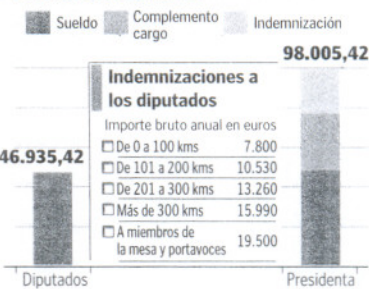 Sueldo
Complemento
cargo
Indemnización
98.005,42
Indemnizaciones a
los diputados
Importe bruto anual en euros
De 0 a 100 kms 7.800
46.935,42
De 101 a 200 kms 10.530
De 201 a 300 kms 13.260
Más de 300 kms 15.990
A miembros de
la mesa y portavoces 19.500
Diputados
Presidenta